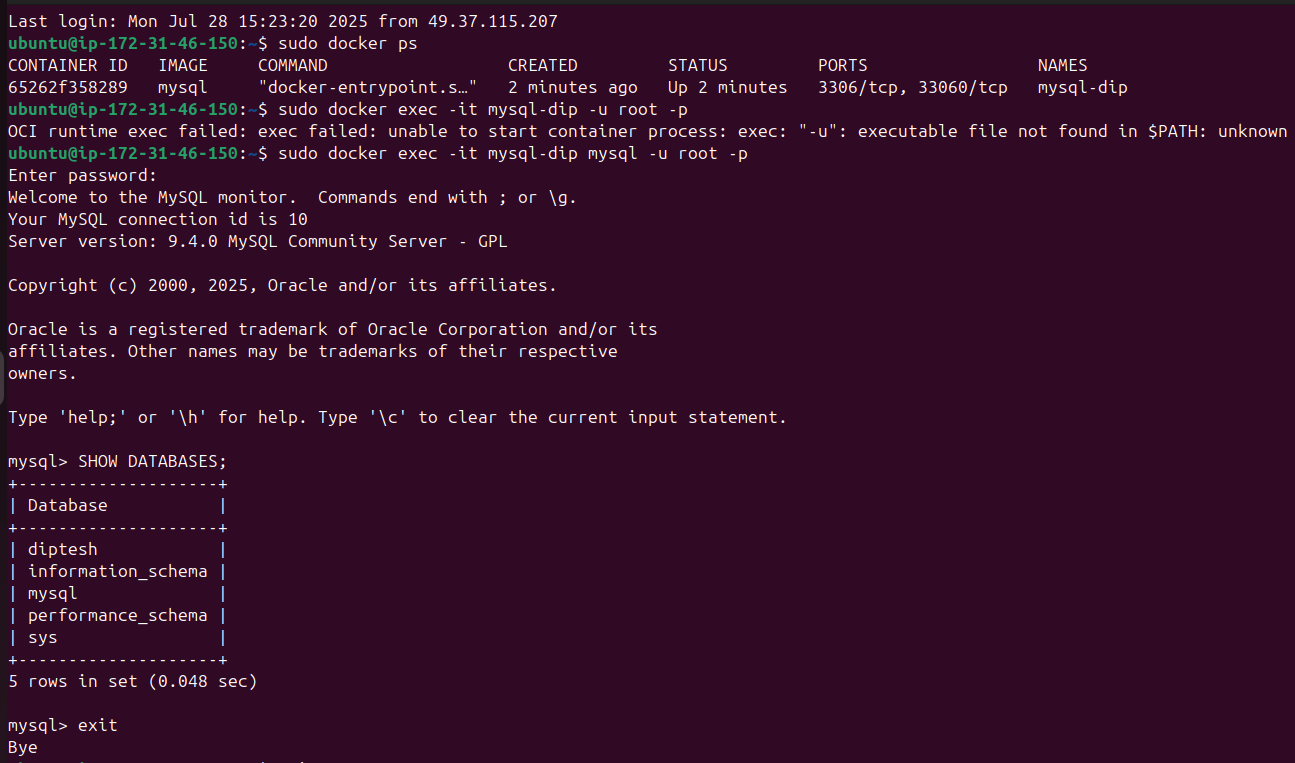 Last login: Mon Jul 28 15:23:20 2025 from 49.37.115.207
ubuntu@ip-172-31-46-150:~$ sudo docker ps
CONTAINER ID   IMAGE     COMMAND                  CREATED         STATUS         PORTS                 NAMES
65262f358289   mysql     "docker-entrypoint.s…"   2 minutes ago   Up 2 minutes   3306/tcp, 33060/tcp   mysql-dip
ubuntu@ip-172-31-46-150:~$ sudo docker exec -it mysql-dip -u root -p
OCI runtime exec failed: exec failed: unable to start container process: exec: "-u": executable file not found in $PATH: unknown
ubuntu@ip-172-31-46-150:~$ sudo docker exec -it mysql-dip mysql -u root -p
Enter password:
Welcome to the MySQL monitor.  Commands end with ; or \g.
Your MySQL connection id is 10
Server version: 9.4.0 MySQL Community Server - GPL

Copyright (c) 2000, 2025, Oracle and/or its affiliates.

Oracle is a registered trademark of Oracle Corporation and/or its
affiliates. Other names may be trademarks of their respective
owners.

Type 'help;' or '\h' for help. Type '\c' to clear the current input statement.

mysql> SHOW DATABASES;
+--------------------+
| Database           |
+--------------------+
| diptesh            |
| information_schema |
| mysql              |
| performance_schema |
| sys                |
+--------------------+
5 rows in set (0.048 sec)

mysql> exit
Bye